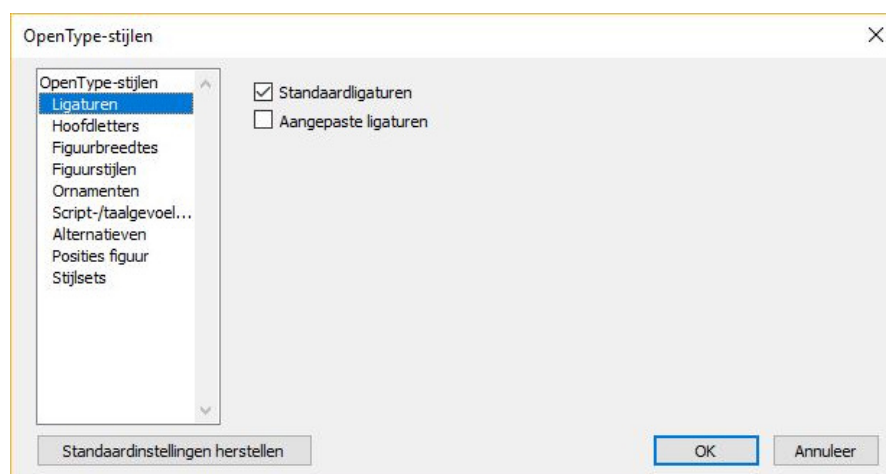 OpenType-stijlen
OpenType-stijlen
Ligaturen
Hoofdletters
Figuurbreedtes
Figuurstijlen
Ornamenten
Script-/taalgevoel...
Alternatieven
Posities figuur
Stijlsets
Standaardligaturen
Aangepaste ligaturen
Standaardinstellingen herstellen
OK
Annuleer